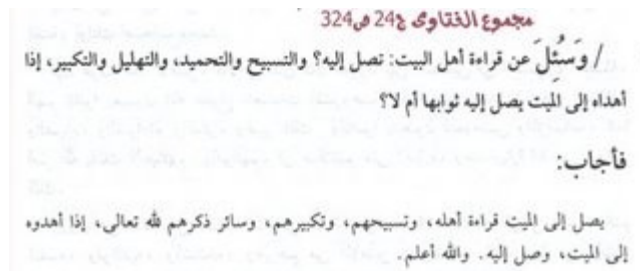 مجموع الفتاوى ج24 ص324
/ وَسُئِلَ عن قراءة أهل البيت: تصل إليه؟ والتسبيح والتحميد، والتهليل والتكبير، إذا
أهداه إلى الميت يصل إليه ثوابها أم لا؟
فأجاب:
يصل إلى الميت قراءة أهله، وتسبيحهم، وتكبيرهم، وسائر ذكرهم لله تعالى، إذا أهدوه
إلى الميت، وصل إليه. والله أعلم.